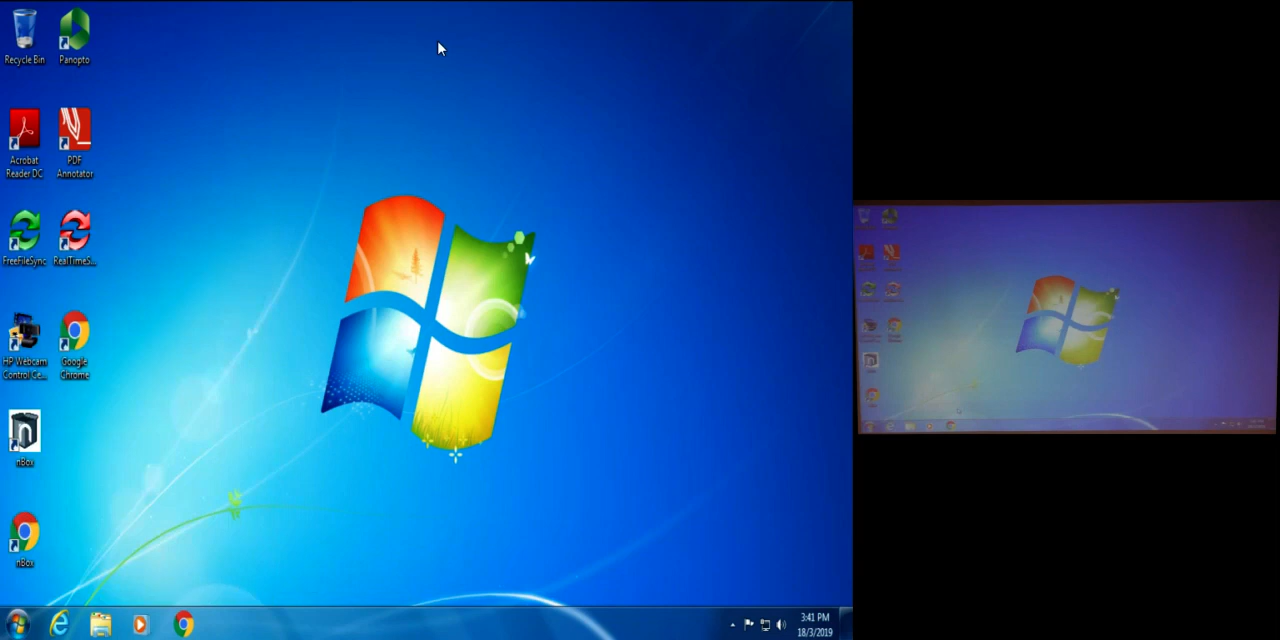 Recycle Bin
Panopto
Acrobat
Reader DC
PDF
Annotator
FreeFileSync
RealTimeS...
HP Webcam
Control Ce...
Google
Chrome
nBox
nBox
3:41 PM
18/3/2019